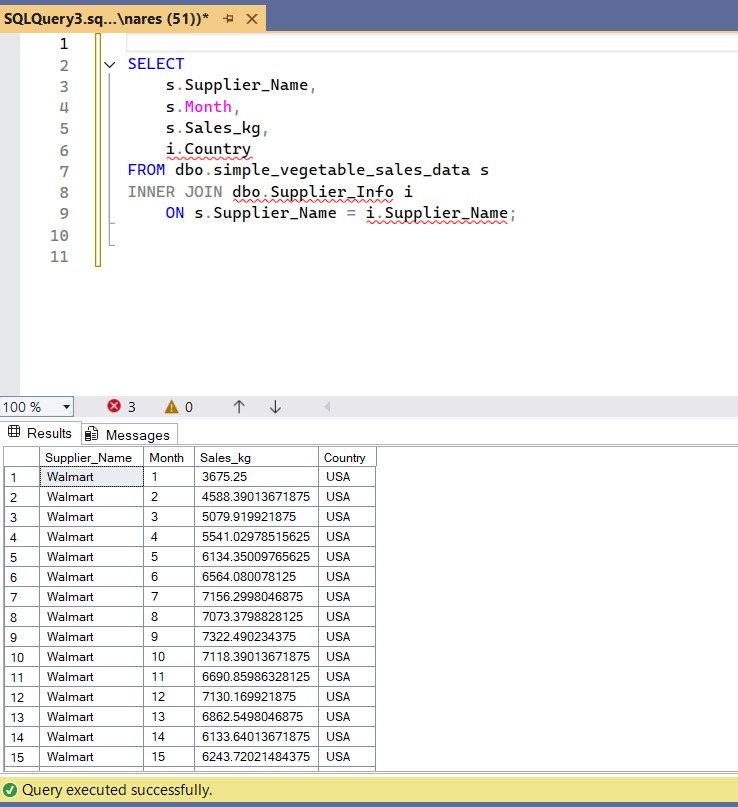 SQLQuery3.sq...\nares (51))*
1
2 SELECT
3 s.Supplier_Name,
4 s.Month,
5 s.Sales_kg,
6 i.Country
7 FROM dbo.simple_vegetable_sales_data s
8 INNER JOIN dbo.Supplier_Info i
9 ON s.Supplier_Name = i.Supplier_Name;
10
11
100 % 3 0
Results Messages
Supplier_Name Month Sales_kg Country
1 Walmart 1 3675.25 USA
2 Walmart 2 4588.39013671875 USA
3 Walmart 3 5079.919921875 USA
4 Walmart 4 5541.02978515625 USA
5 Walmart 5 6134.35009765625 USA
6 Walmart 6 6564.080078125 USA
7 Walmart 7 7156.2998046875 USA
8 Walmart 8 7073.3798828125 USA
9 Walmart 9 7322.490234375 USA
10 Walmart 10 7118.39013671875 USA
11 Walmart 11 6690.85986328125 USA
12 Walmart 12 7130.169921875 USA
13 Walmart 13 6862.5498046875 USA
14 Walmart 14 6133.64013671875 USA
15 Walmart 15 6243.72021484375 USA
Query executed successfully.